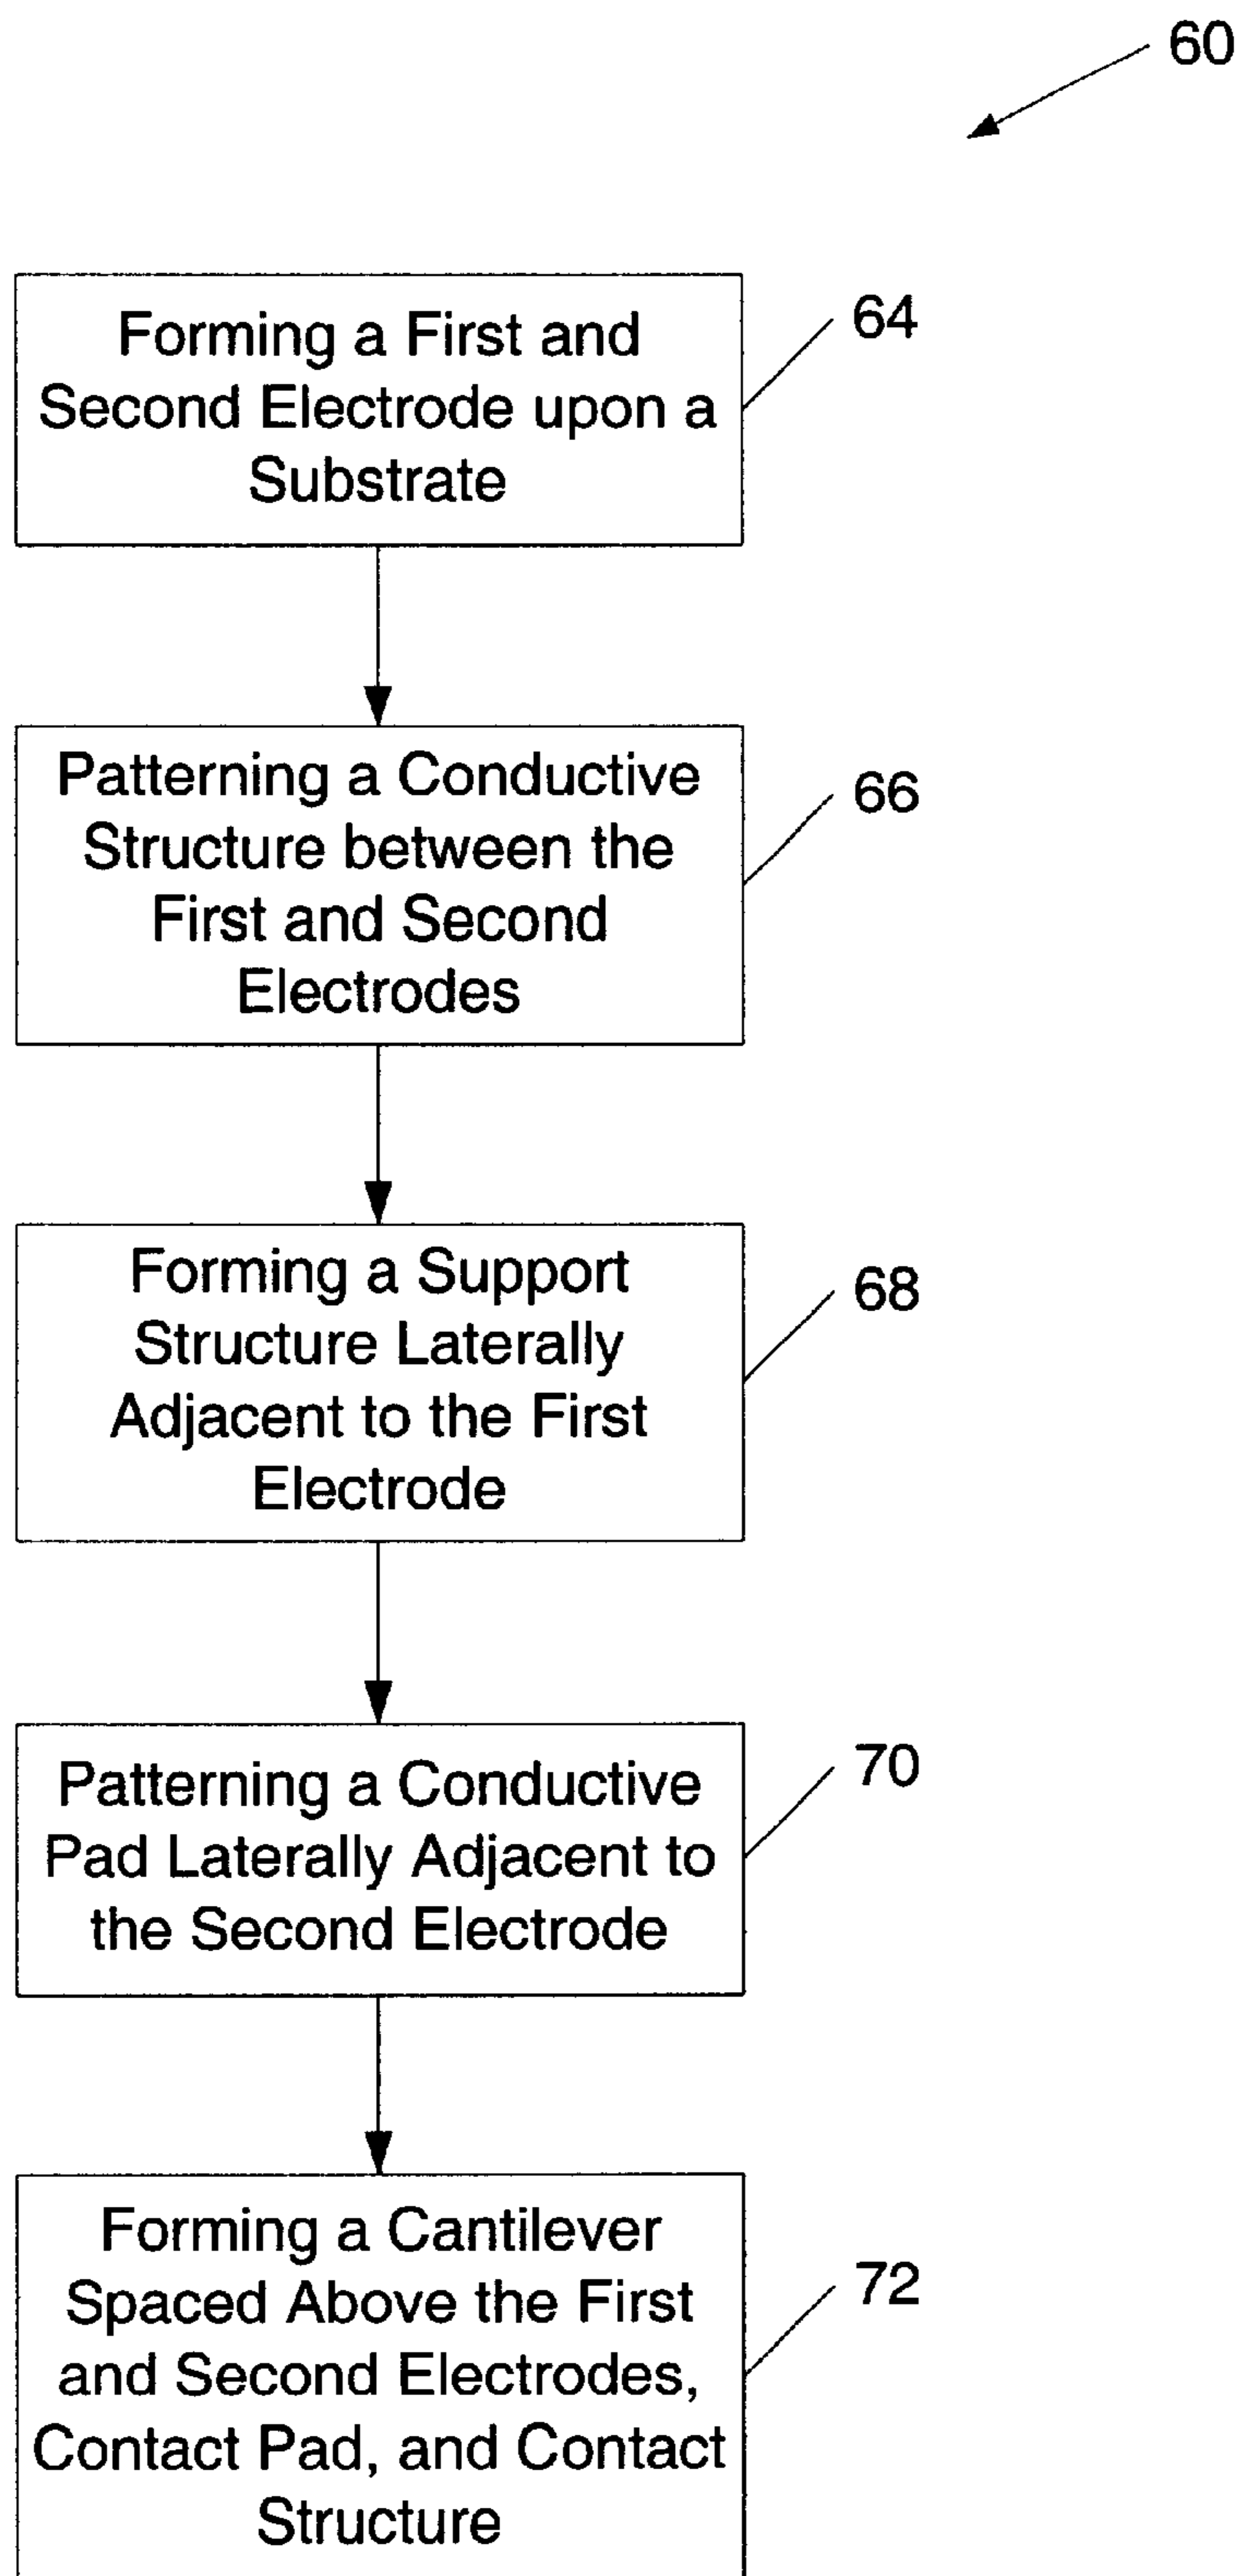 60
Forming a First and
Second Electrode upon a
Substrate
64
Patterning a Conductive
Structure between the
First and Second
Electrodes
66
Forming a Support
Structure Laterally
Adjacent to the First
Electrode
68
Patterning a Conductive
Pad Laterally Adjacent to
the Second Electrode
70
Forming a Cantilever
Spaced Above the First
and Second Electrodes,
Contact Pad, and Contact
Structure
72